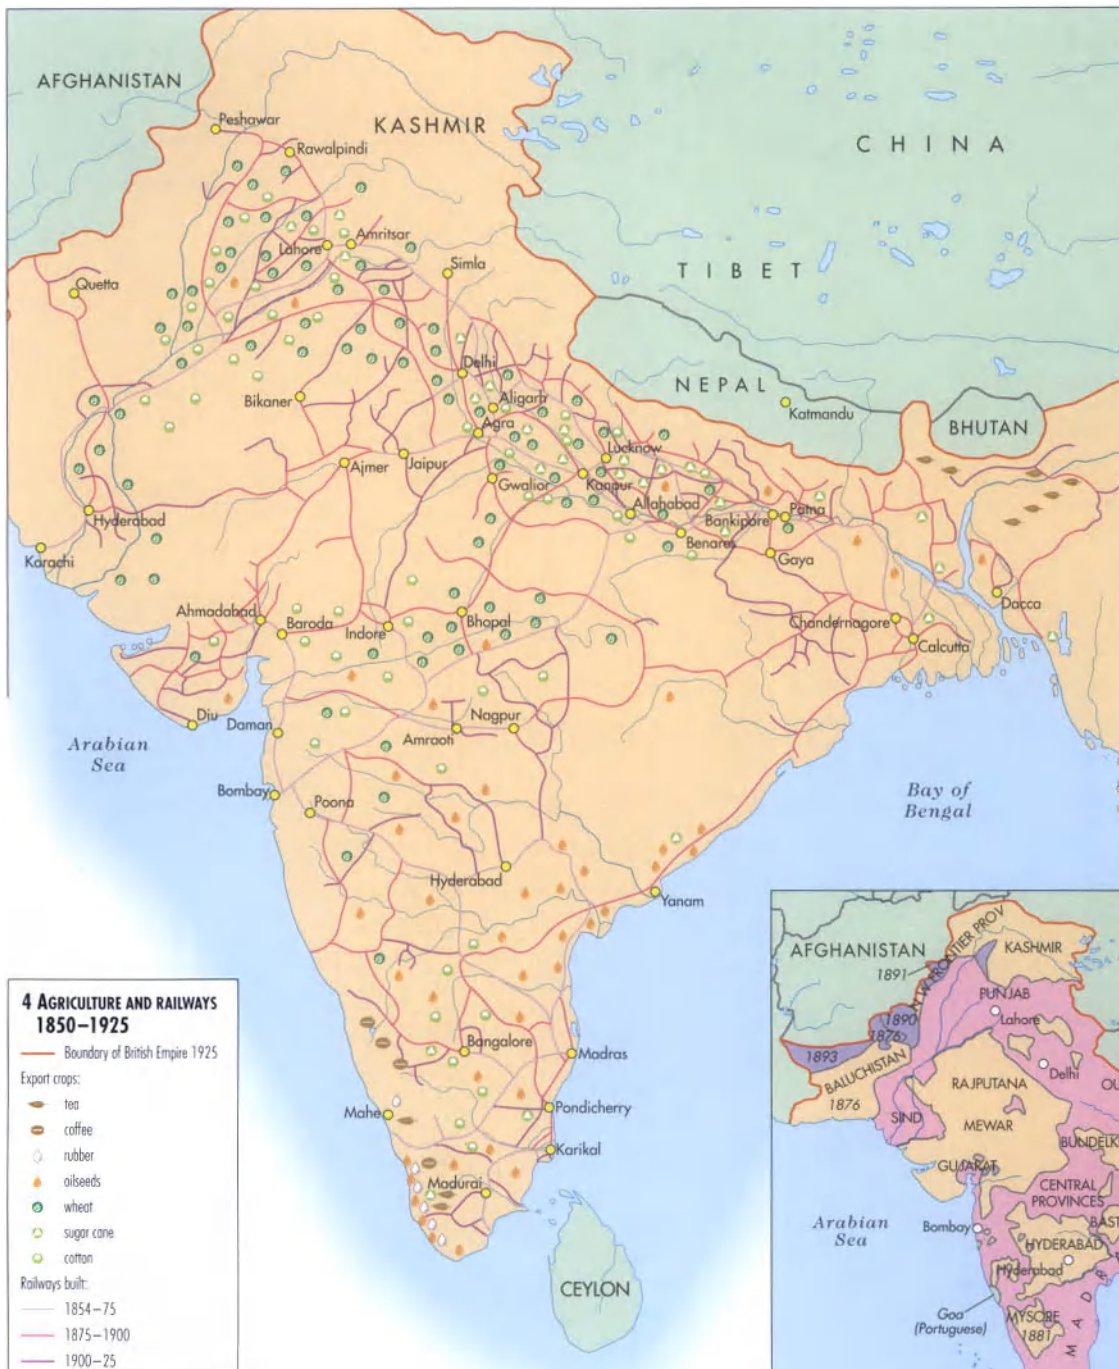 AFGHANISTAN
Peshawar
KASHMIR
Rawalpindi
CHINA
Lahore
Amritsar
Simla
TIBET
Quetta
Delhi
NEPAL
Bikaner
Aligarh
Katmandu
Agra
BHUTAN
Lucknow
Ajmer
Jaipur
Gwalior
Kanpur
Hyderabad
Allahabad
Bankipore
Patna
Benares
Karachi
Gaya
Ahmadabad
Baroda
Indore
Bhopal
Dacca
Chandernagore
Calcutta
Diu
Daman
Nagpur
Amraoti
Arabian
Sea
Bombay
Poona
Bay of
Bengal
Hyderabad
Yanam
Bangalore
Madras
Mahe
Pondicherry
Karikal
Madurai
CEYLON
4 AGRICULTURE AND RAILWAYS
1850–1925
Boundary of British Empire 1925
Export crops:
tea
coffee
rubber
oilseeds
wheat
sugar cane
cotton
Railways built:
1854–75
1875–1900
1900–25
AFGHANISTAN
N.W. FRONTIER PROV
KASHMIR
1891
PUNJAB
1890
Lahore
1876
1893
BALUCHISTAN
1876
Delhi
RAJPUTANA
OU
SIND
MEWAR
BUNDELK
GUJARAT
CENTRAL
PROVINCES
Arabian
Sea
Bombay
BAST
HYDERABAD
Hyderabad
Goa
(Portuguese)
MYSORE
1881
M A D R